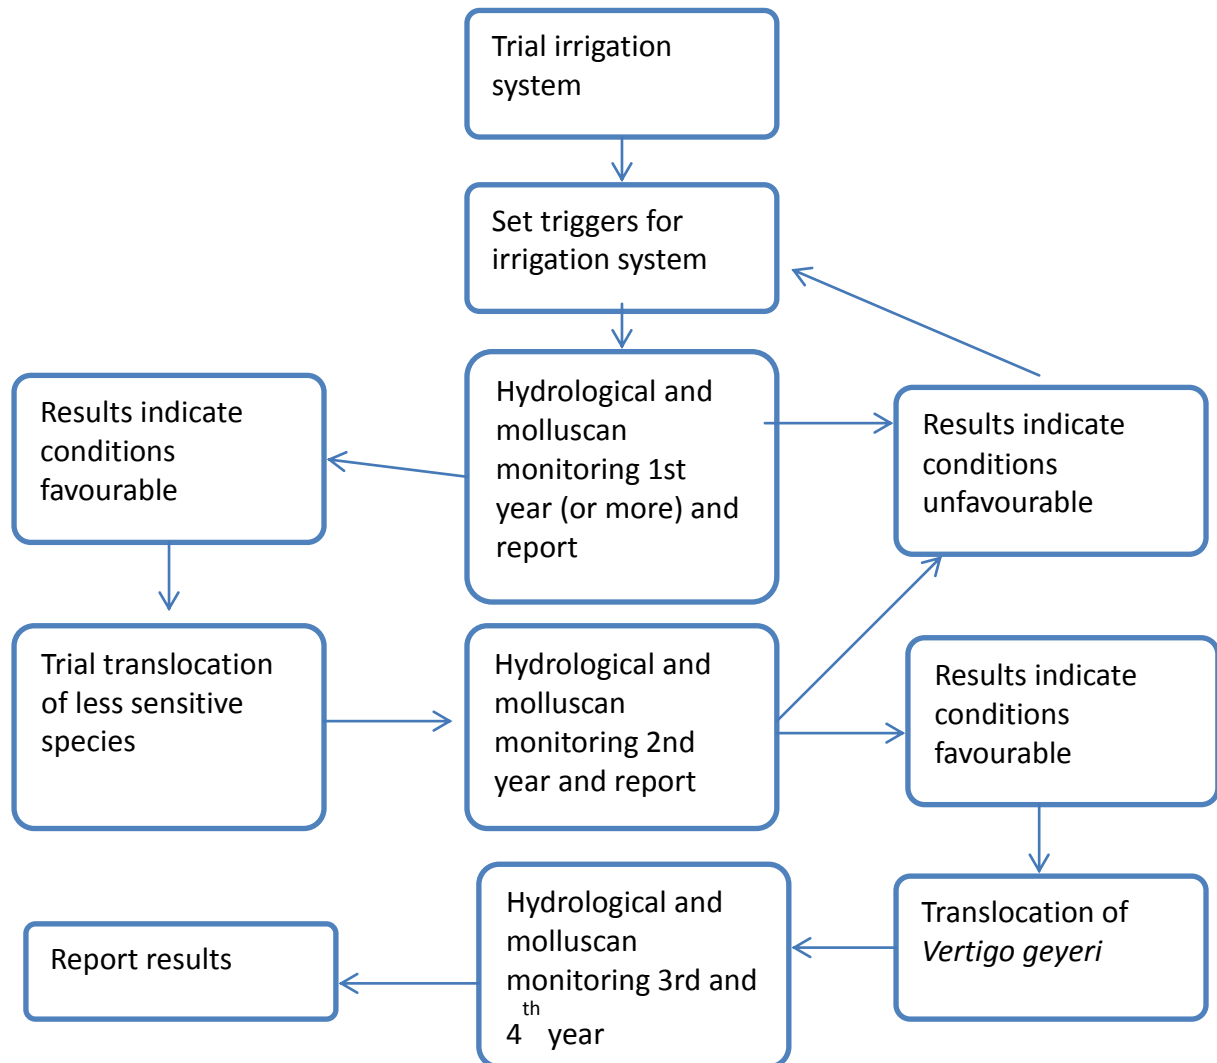 Trial irrigation
system
Set triggers for
irrigation system
Hydrological and
molluscan
monitoring 1st
year (or more) and
report
Results indicate
conditions
favourable
Results indicate
conditions
unfavourable
Trial translocation
of less sensitive
species
Hydrological and
molluscan
monitoring 2nd
year and report
Results indicate
conditions
favourable
Translocation of
Vertigo geyeri
Hydrological and
molluscan
monitoring 3rd and
4th year
Report results